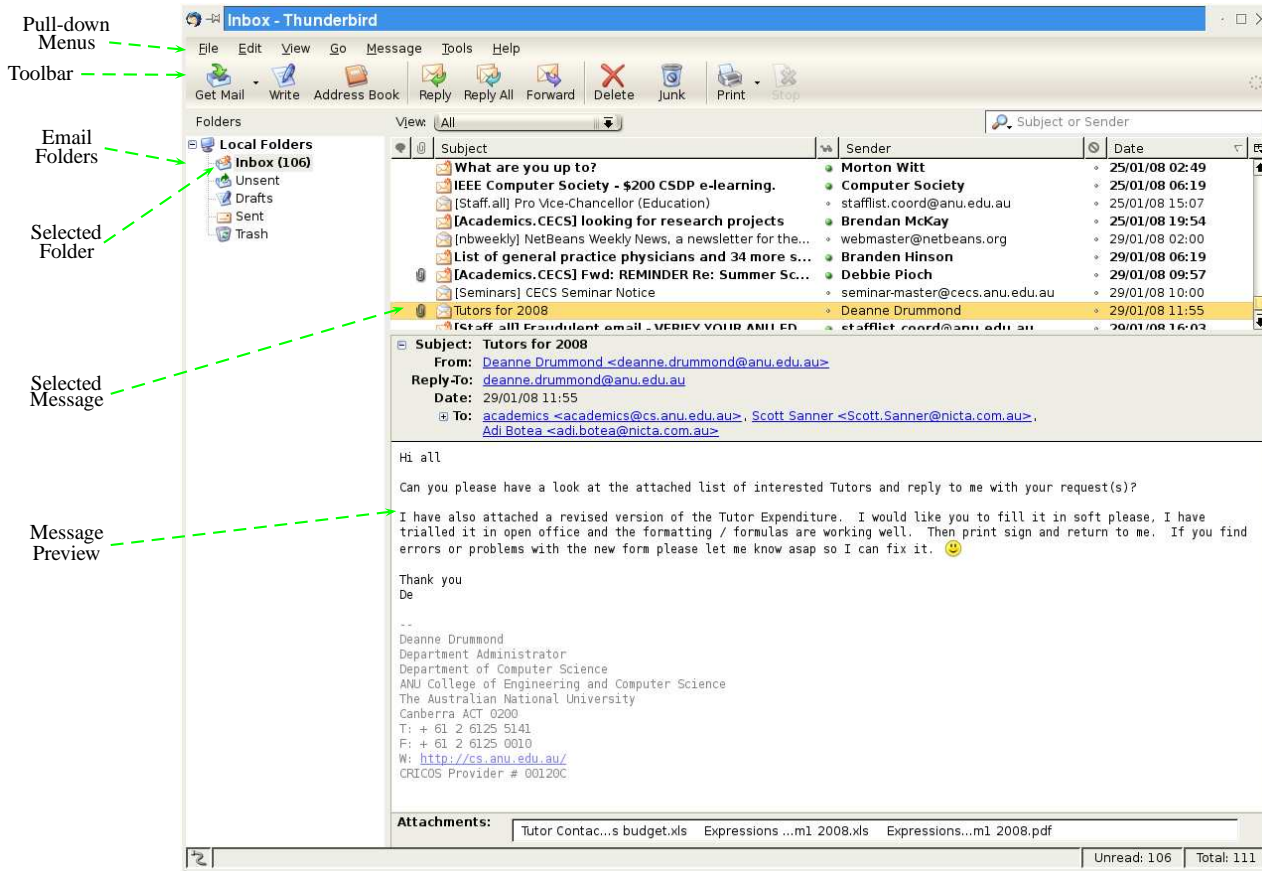 Pull-down
Menus
Toolbar
Email
Folders
Selected
Folder
Selected
Message
Message
Preview
Inbox - Thunderbird
File Edit View Go Message Tools Help
Get Mail Write Address Book Reply Reply All Forward Delete Junk Print Stop
Folders
View: All
Subject or Sender
Local Folders
Inbox (106)
Unsent
Drafts
Sent
Trash
Subject Sender Date
What are you up to? Morton Witt 25/01/08 02:49
IEEE Computer Society - $200 CSDP e-learning. Computer Society 25/01/08 06:19
[Staff.all] Pro Vice-Chancellor (Education) stafflist.coord@anu.edu.au 25/01/08 15:07
[Academics.CECS] looking for research projects Brendan McKay 25/01/08 19:54
[nbweekly] NetBeans Weekly News, a newsletter for the... webmaster@netbeans.org 29/01/08 02:00
List of general practice physicians and 34 more s... Branden Hinson 29/01/08 06:19
[Academics.CECS] Fwd: REMINDER Re: Summer Sc... Debbie Pioch 29/01/08 09:57
[Seminars] CECS Seminar Notice seminar-master@cecs.anu.edu.au 29/01/08 10:00
Tutors for 2008 Deanne Drummond 29/01/08 11:55
[Staff.all] Fraudulent email - VERIFY YOUR ANU ED stafflist.coord@anu.edu.au 29/01/08 16:03
Subject: Tutors for 2008
From: Deanne Drummond <deanne.drummond@anu.edu.au>
Reply-To: deanne.drummond@anu.edu.au
Date: 29/01/08 11:55
To: academics <academics@cs.anu.edu.au>, Scott Sanner <Scott.Sanner@nicta.com.au>,
Adi Botea <adi.botea@nicta.com.au>
Hi all
Can you please have a look at the attached list of interested Tutors and reply to me with your request(s)?
I have also attached a revised version of the Tutor Expenditure. I would like you to fill it in soft please, I have
trialled it in open office and the formatting / formulas are working well. Then print sign and return to me. If you find
errors or problems with the new form please let me know asap so I can fix it.
Thank you
De
--
Deanne Drummond
Department Administrator
Department of Computer Science
ANU College of Engineering and Computer Science
The Australian National University
Canberra ACT 0200
T: + 61 2 6125 5141
F: + 61 2 6125 0010
W: http://cs.anu.edu.au/
CRICOS Provider # 00120C
Attachments: Tutor Contac...s budget.xls Expressions ...m1 2008.xls Expressions...m1 2008.pdf
Unread: 106 Total: 111